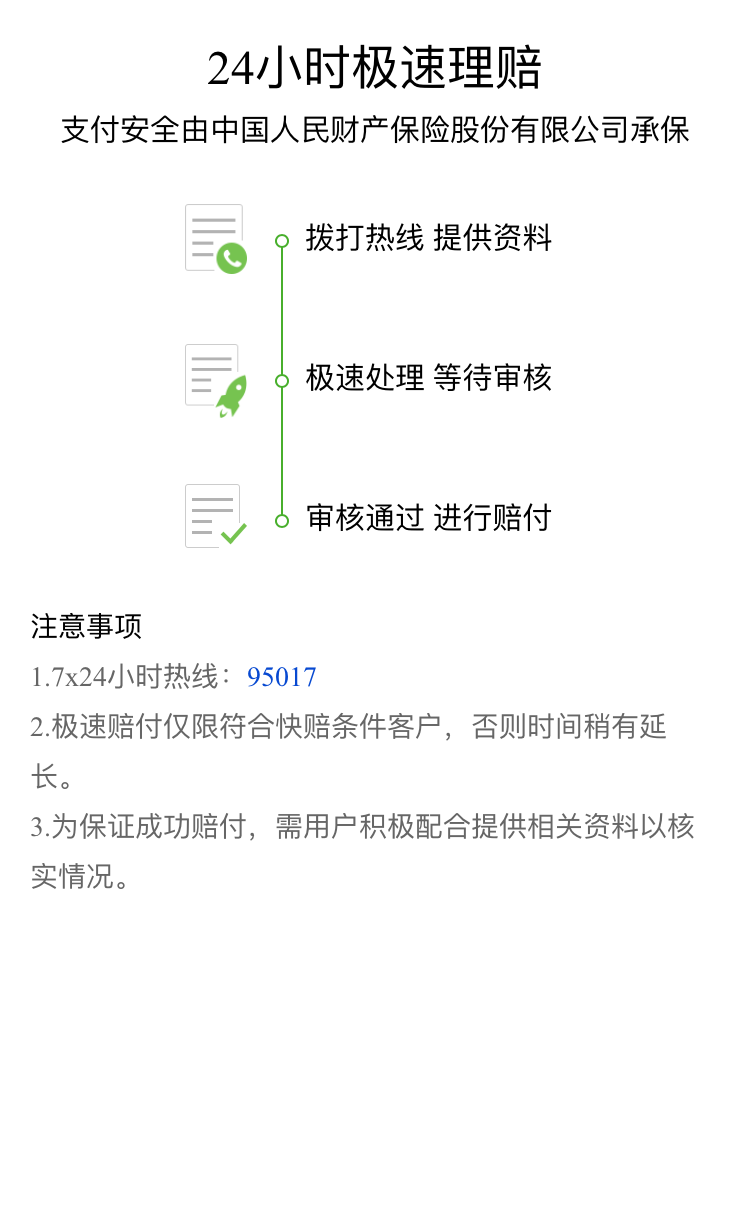 24小时极速理赔
支付安全由中国人民财产保险股份有限公司承保
拨打热线 提供资料
极速处理 等待审核
审核通过 进行赔付
注意事项
1.7x24小时热线：95017
2.极速赔付仅限符合快赔条件客户，否则时间稍有延
长。
3.为保证成功赔付，需用户积极配合提供相关资料以核
实情况。